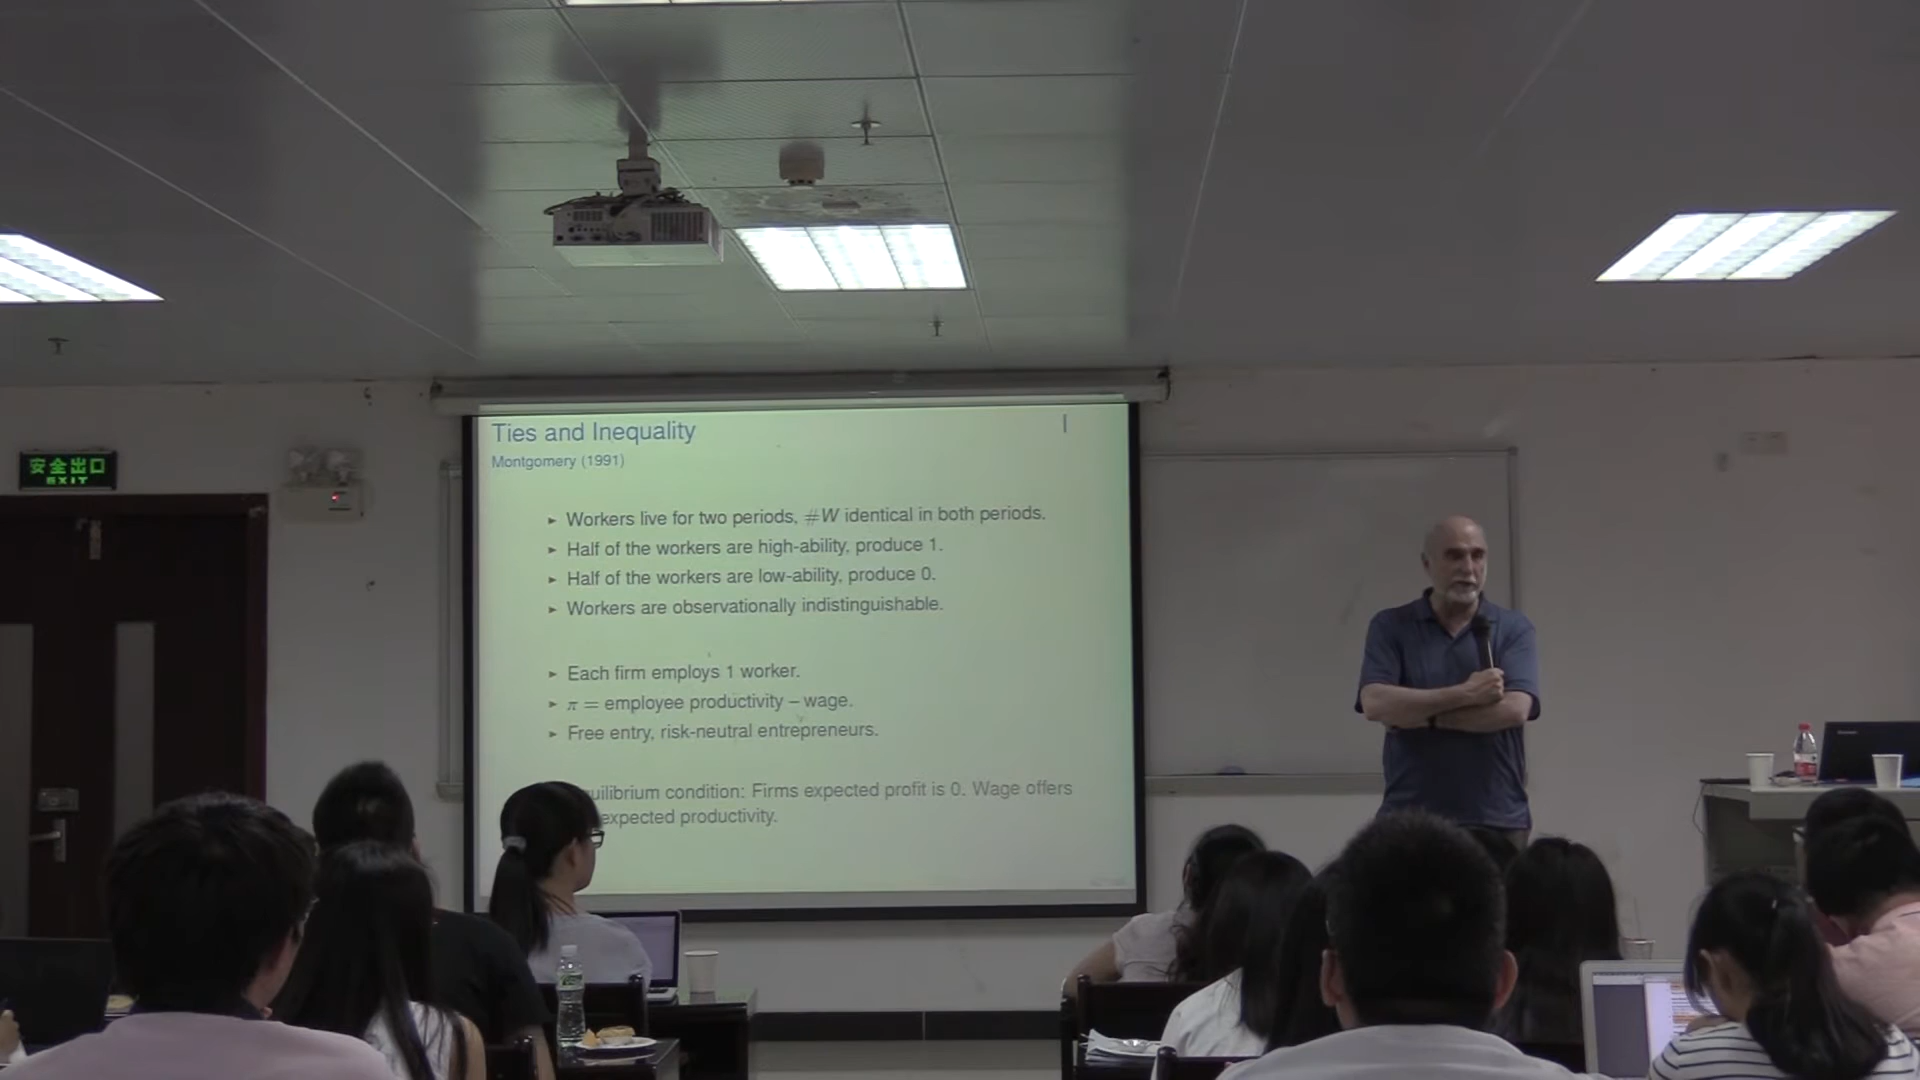 安全出口
EXIT
Ties and Inequality
Montgomery (1991)
► Workers live for two periods, #W identical in both periods.
► Half of the workers are high-ability, produce 1.
► Half of the workers are low-ability, produce 0.
► Workers are observationally indistinguishable.
► Each firm employs 1 worker.
► π = employee productivity – wage.
► Free entry, risk-neutral entrepreneurs.
uilibrium condition: Firms expected profit is 0. Wage offers
expected productivity.